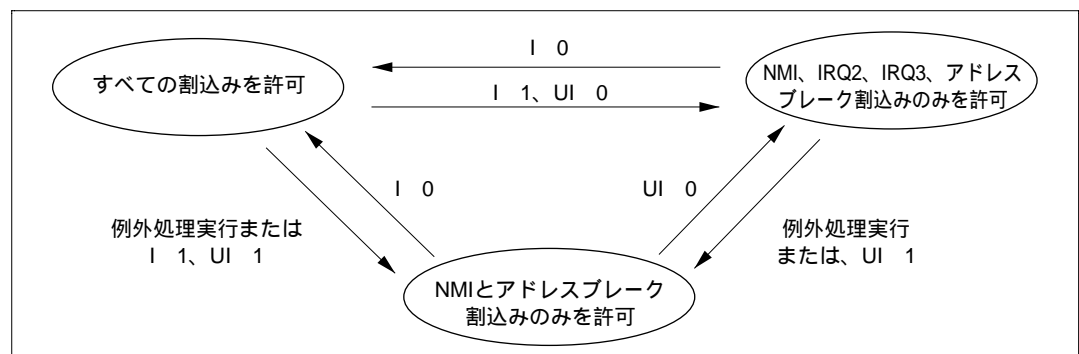 I 0
すべての割込みを許可
NMI、IRQ2、IRQ3、アドレス
ブレーク割込みのみを許可
I 1、UI 0
I 0
UI 0
例外処理実行または
I 1、UI 1
例外処理実行
または、UI 1
NMIとアドレスブレーク
割込みのみを許可